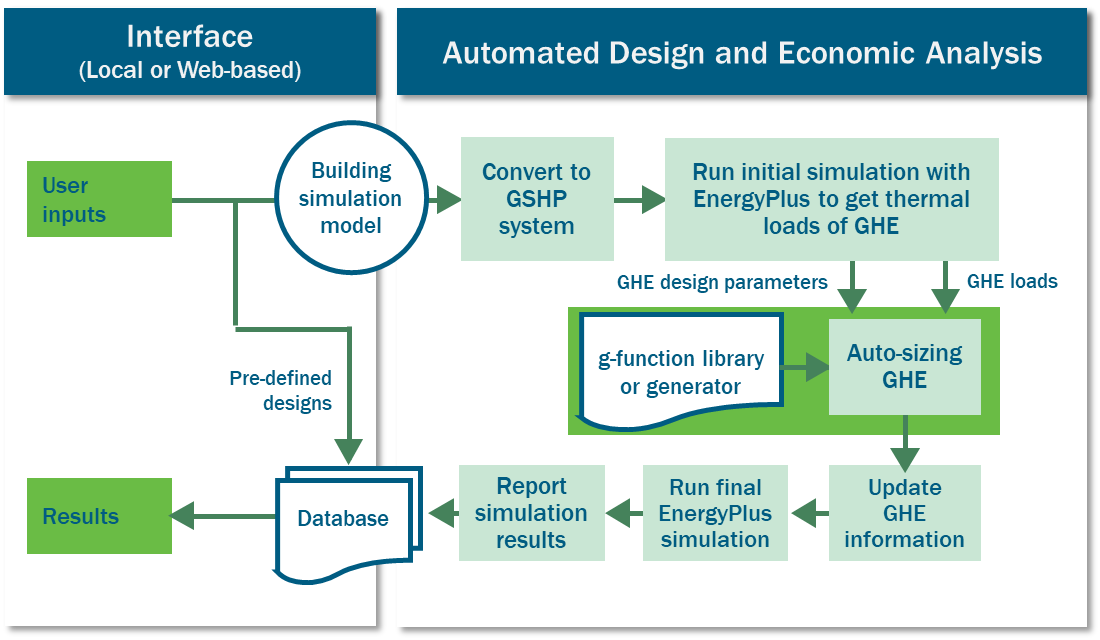 Interface
(Local or Web-based)
Automated Design and Economic Analysis
User
inputs
Building
simulation
model
Convert to
GSHP
system
Run initial simulation with
EnergyPlus to get thermal
loads of GHE
GHE design parameters
GHE loads
g-function library
or generator
Auto-sizing
GHE
Pre-defined
designs
Results
Database
Report
simulation
results
Run final
EnergyPlus
simulation
Update
GHE
information